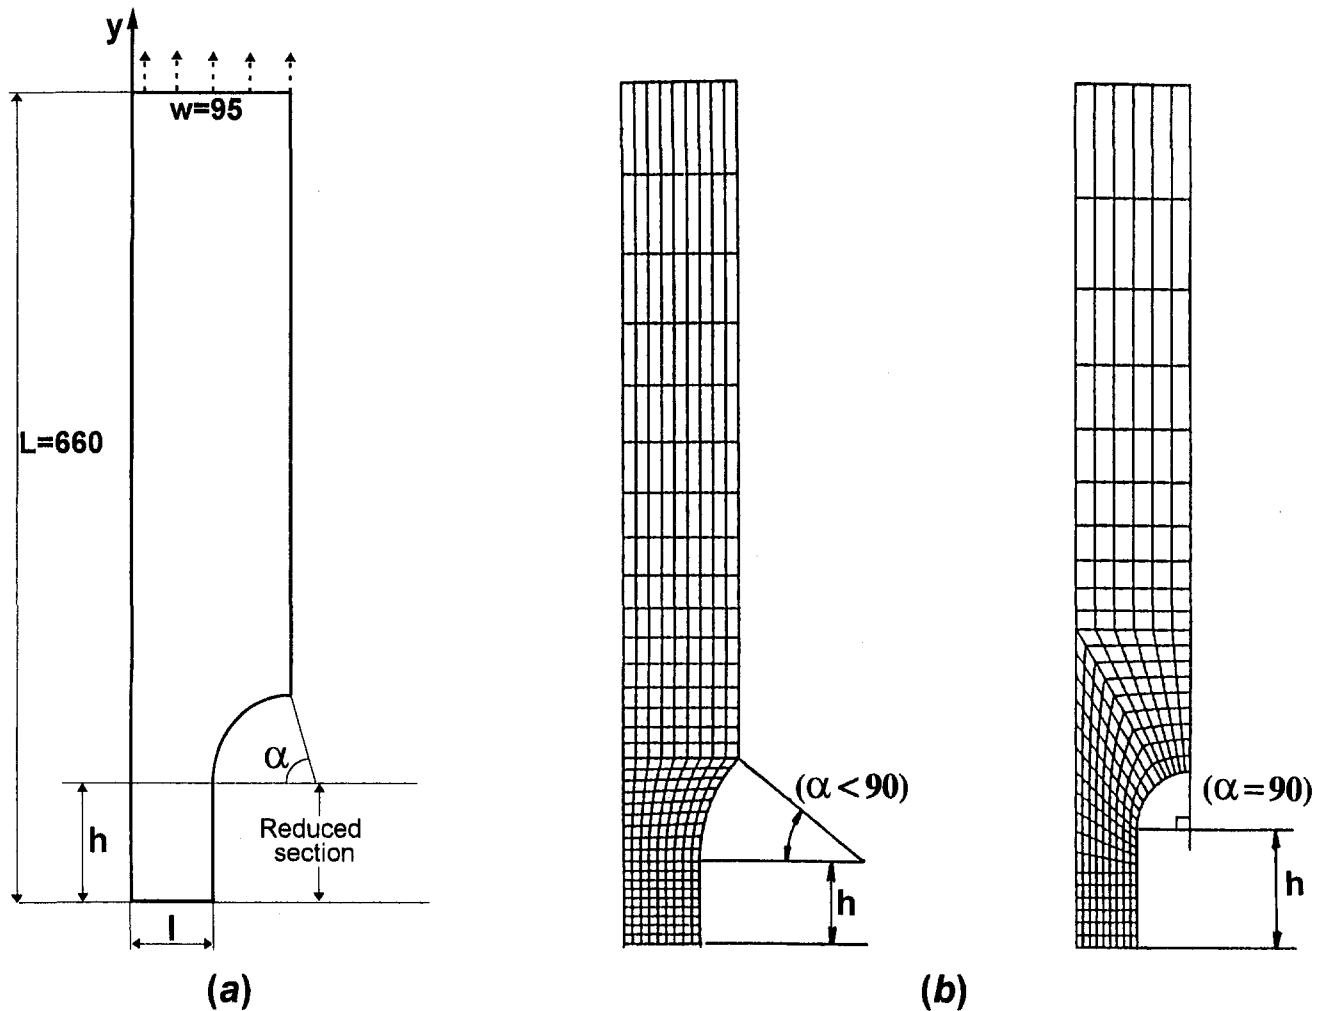 y
w=95
L=660
α
h
Reduced
section
l
(a)
(α<90)
h
(α=90)
h
(b)